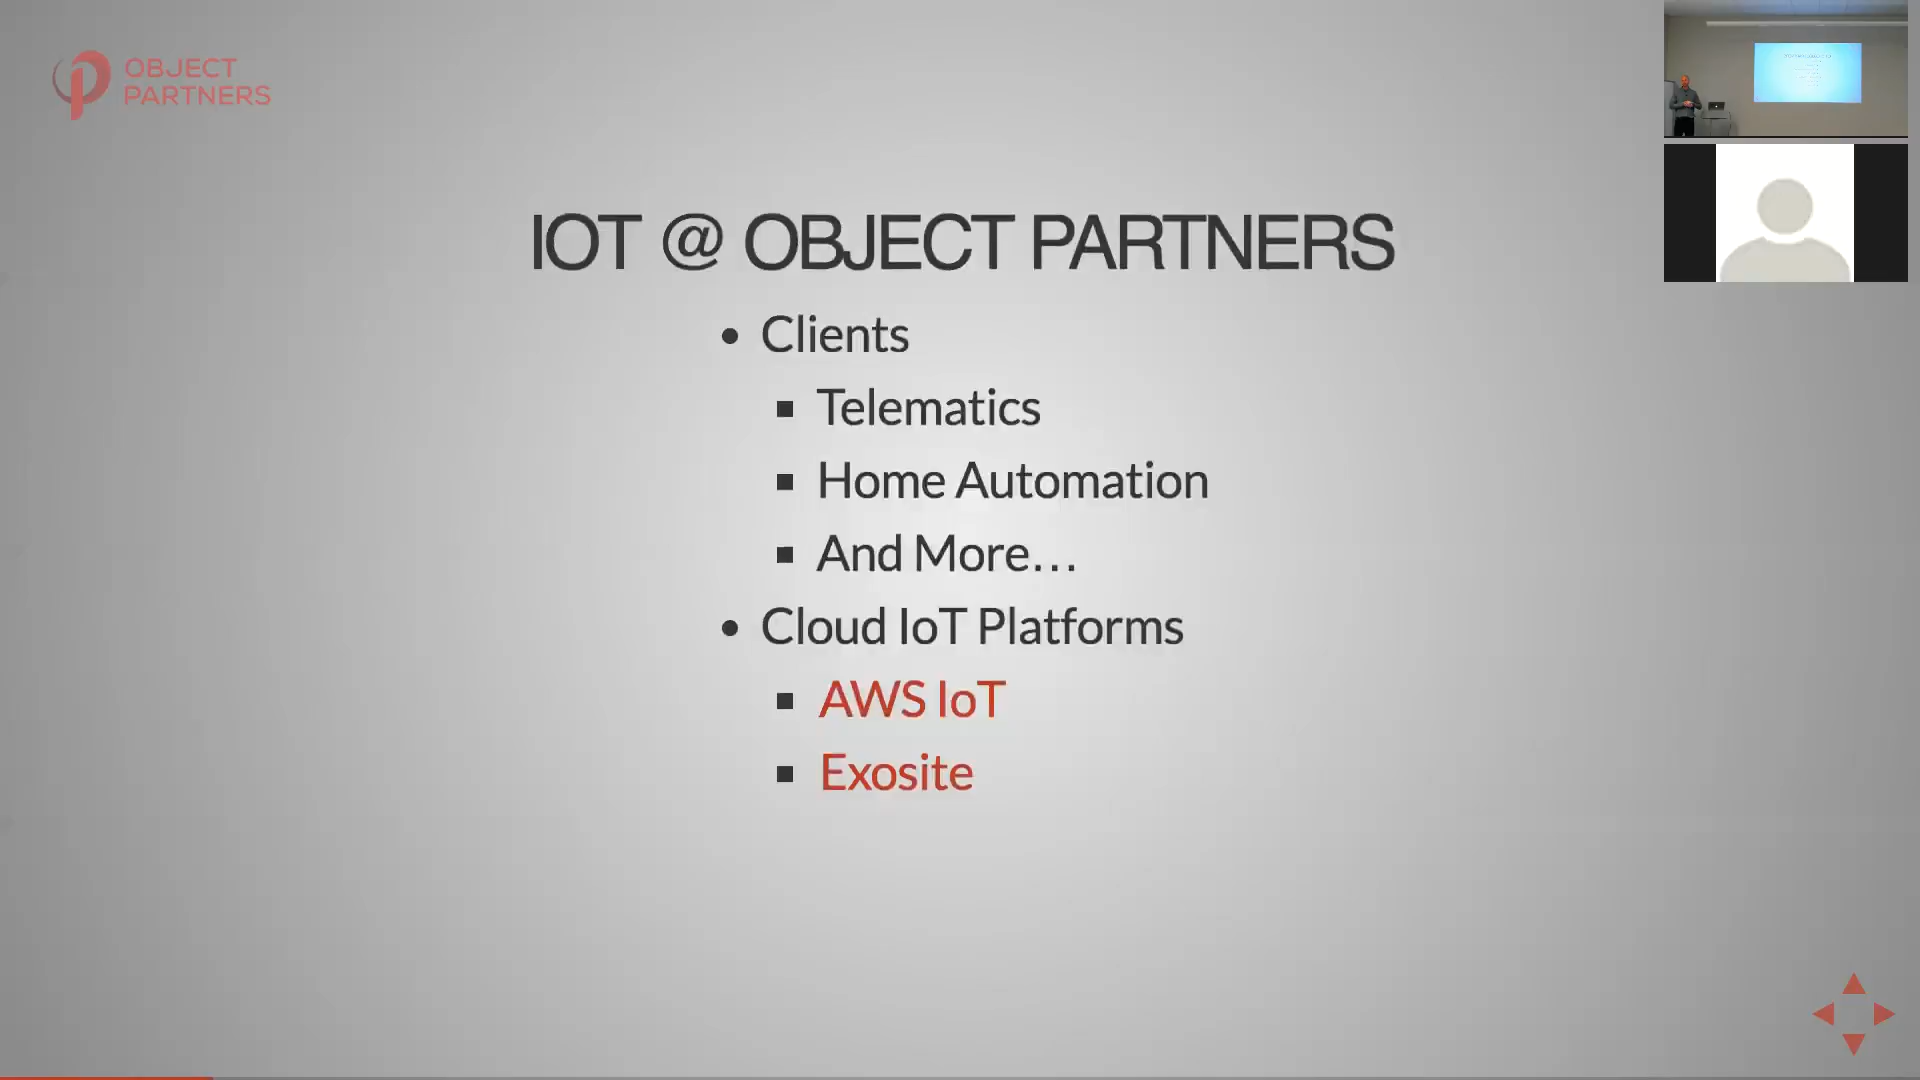 OBJECT
PARTNERS
IOT @ OBJECT PARTNERS
Clients
Telematics
Home Automation
And More…
Cloud IoT Platforms
AWS IoT
Exosite